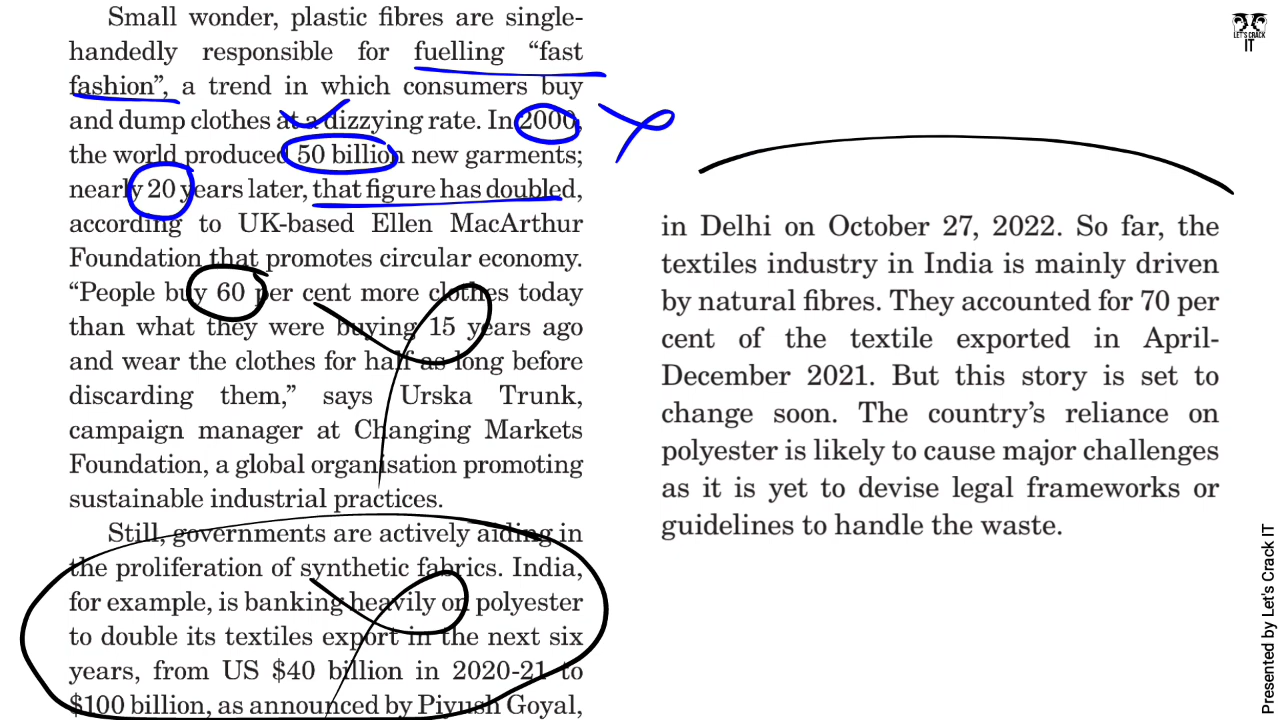 Small wonder, plastic fibres are single-
handedly responsible for fuelling “fast
fashion”, a trend in which consumers buy
and dump clothes at a dizzying rate. In 2000,
the world produced 50 billion new garments;
nearly 20 years later, that figure has doubled,
according to UK-based Ellen MacArthur
Foundation that promotes circular economy.
“People buy 60 per cent more clothes today
than what they were buying 15 years ago
and wear the clothes for half as long before
discarding them,” says Urska Trunk,
campaign manager at Changing Markets
Foundation, a global organisation promoting
sustainable industrial practices.
Still, governments are actively aiding in
the proliferation of synthetic fabrics. India,
for example, is banking heavily on polyester
to double its textiles export in the next six
years, from US $40 billion in 2020-21 to
$100 billion, as announced by Piyush Goyal,
in Delhi on October 27, 2022. So far, the
textiles industry in India is mainly driven
by natural fibres. They accounted for 70 per
cent of the textile exported in April-
December 2021. But this story is set to
change soon. The country’s reliance on
polyester is likely to cause major challenges
as it is yet to devise legal frameworks or
guidelines to handle the waste.
LET'S CRACK
IT
Presented by Let's Crack IT